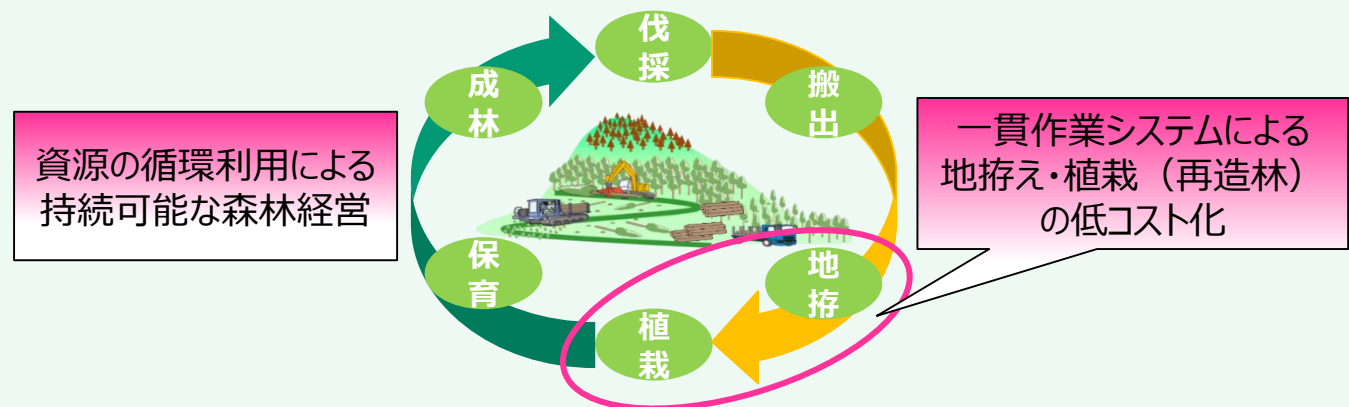 伐
採
搬
出
地
拵
植
栽
保
育
成
林
資源の循環利用による
持続可能な森林経営
一貫作業システムによる
地拵え・植栽（再造林）
の低コスト化